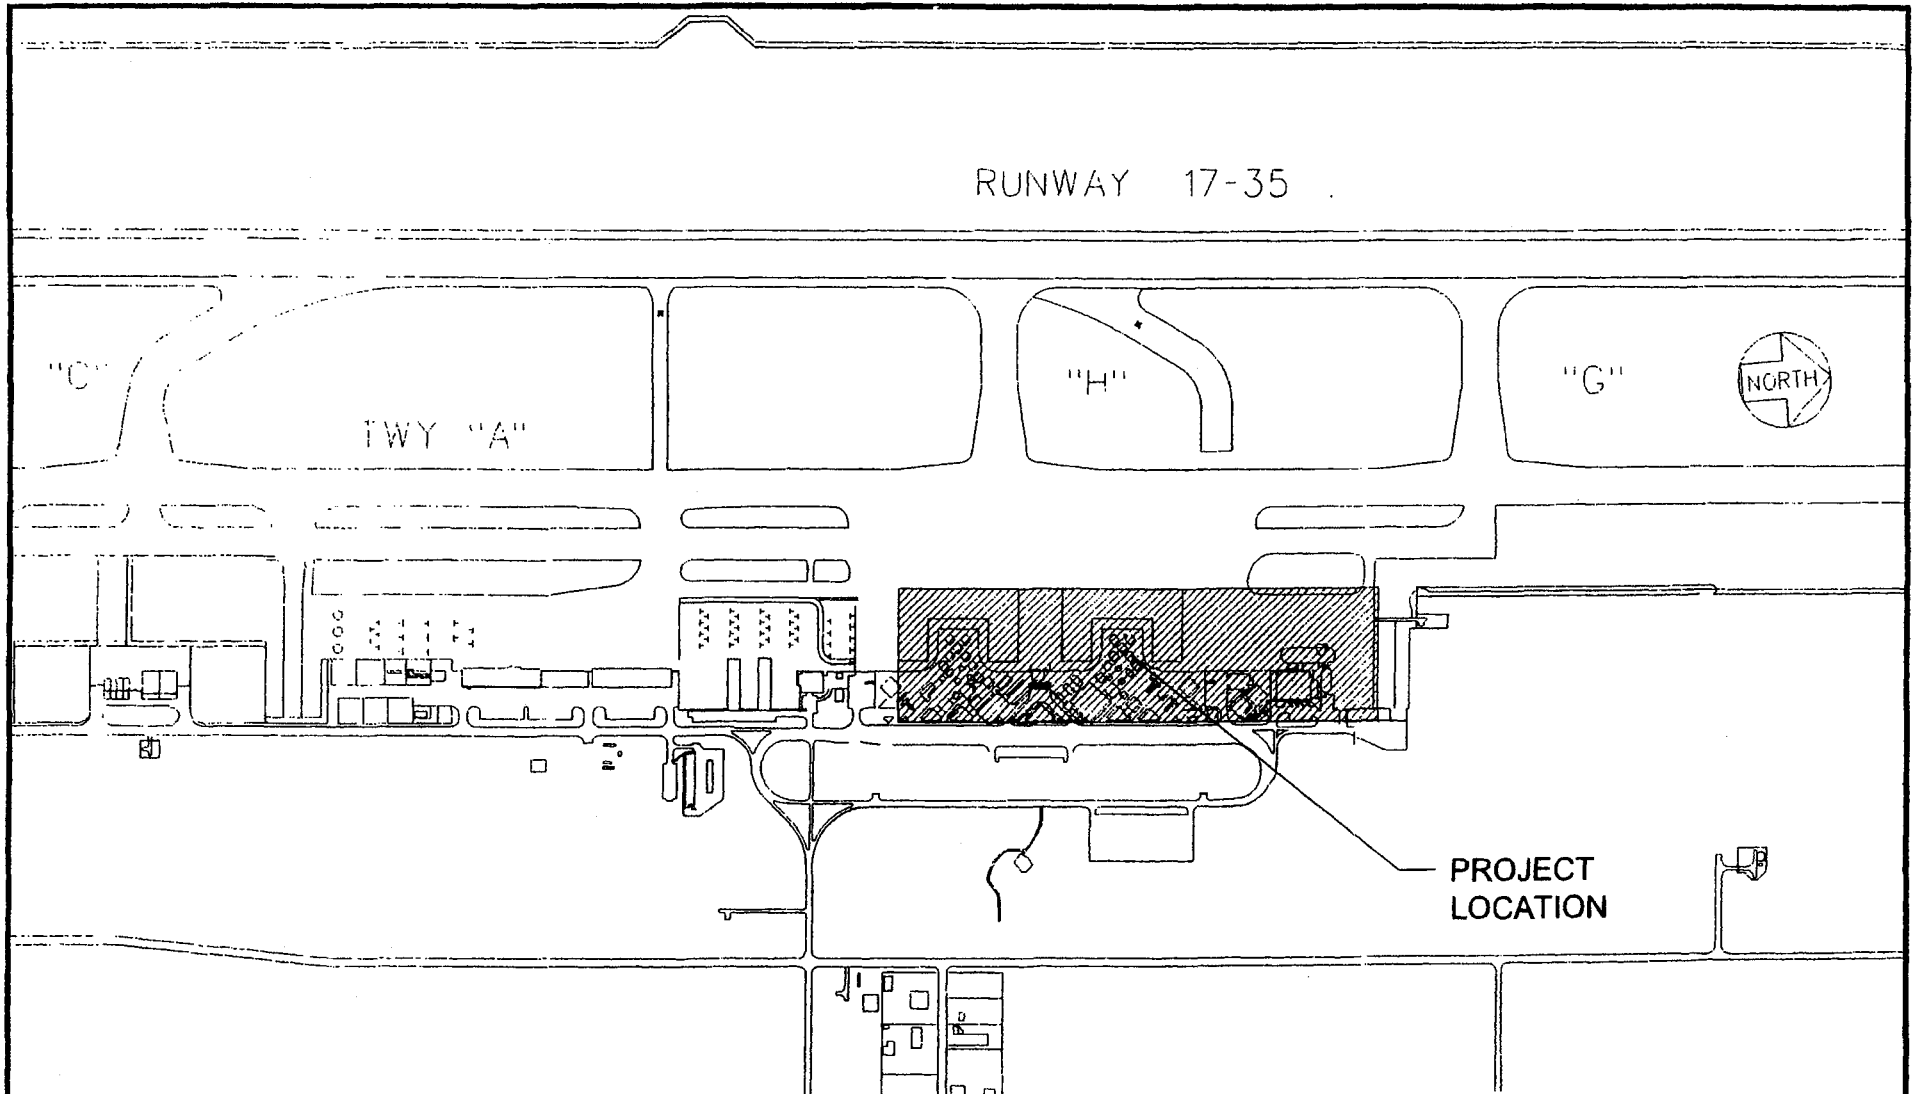 RUNWAY 17-35
"C"
"H"
"G"
NORTH
TWY "A"
PROJECT
LOCATION